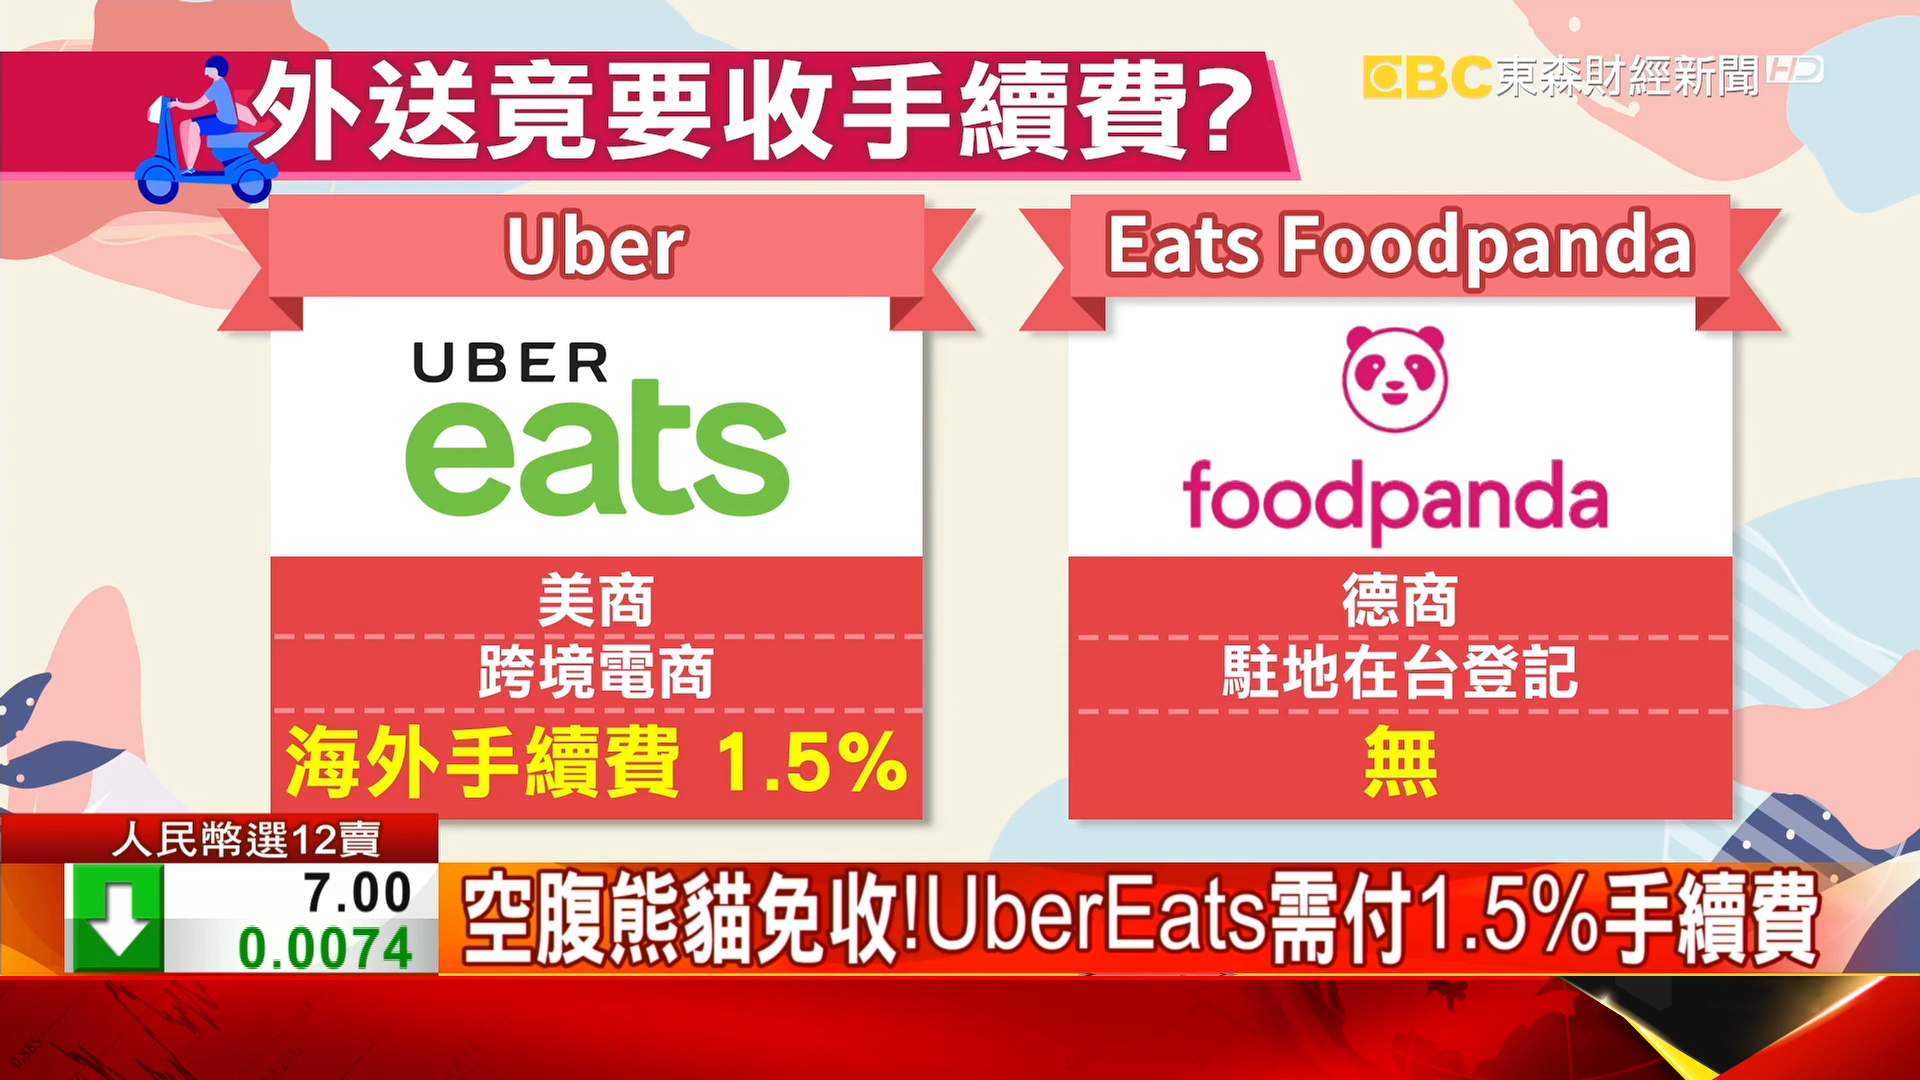 外送竟要收手續費?
EBC東森財經新聞HD
Uber
Eats Foodpanda
UBER
eats
foodpanda
美商
跨境電商
海外手續費 1.5%
德商
駐地在台登記
無
人民幣選12賣
7.00
0.0074
空腹熊貓免收!UberEats需付1.5%手續費
0.885